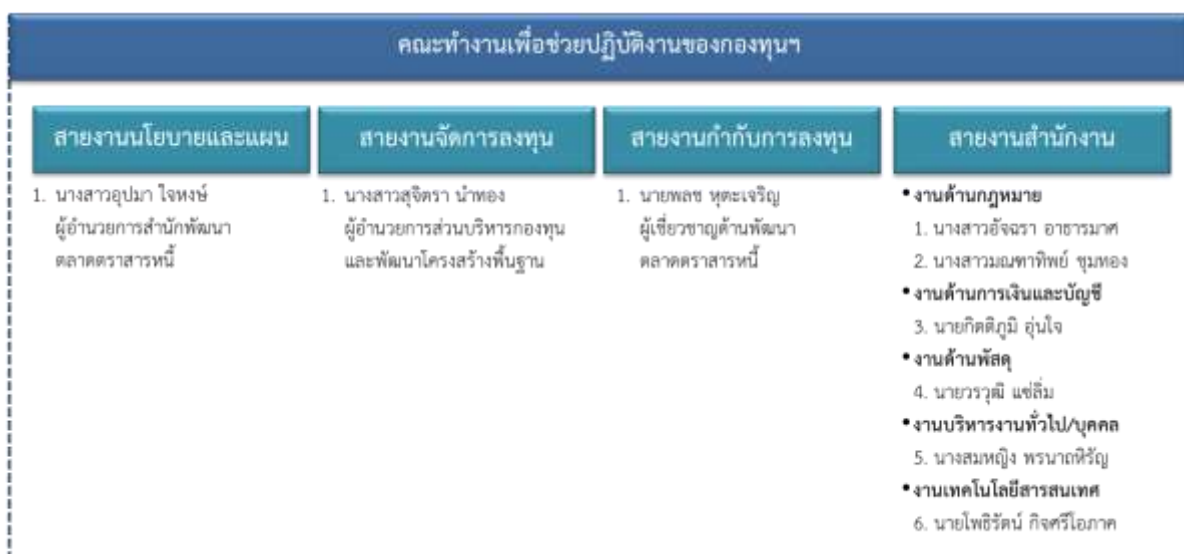 คณะทำงานเพื่อช่วยปฏิบัติงานของกองทุนฯ
สายงานนโยบายและแผน
1. นางสาวอุปมา ใจหงษ์
ผู้อำนวยการสำนักพัฒนา
ตลาดตราสารหนี้
สายงานจัดการลงทุน
1. นางสาวสุจิตรา นำทอง
ผู้อำนวยการส่วนบริหารกองทุน
และพัฒนาโครงสร้างพื้นฐาน
สายงานกำกับการลงทุน
1. นายพลช หุตะเจริญ
ผู้เชี่ยวชาญด้านพัฒนา
ตลาดตราสารหนี้
สายงานสำนักงาน
•งานด้านกฎหมาย
1. นางสาวอัจฉรา อาธารมาศ
2. นางสาวมณฑาทิพย์ ชุมทอง
•งานด้านการเงินและบัญชี
3. นายกิตติภูมิ อุ่นใจ
•งานด้านพัสดุ
4. นายวรวุฒิ แซ่ลิ่ม
•งานบริหารงานทั่วไป/บุคคล
5. นางสมหญิง พรนาถหิรัญ
•งานเทคโนโลยีสารสนเทศ
6. นายโพธิรัตน์ กิจศรีโอภาค